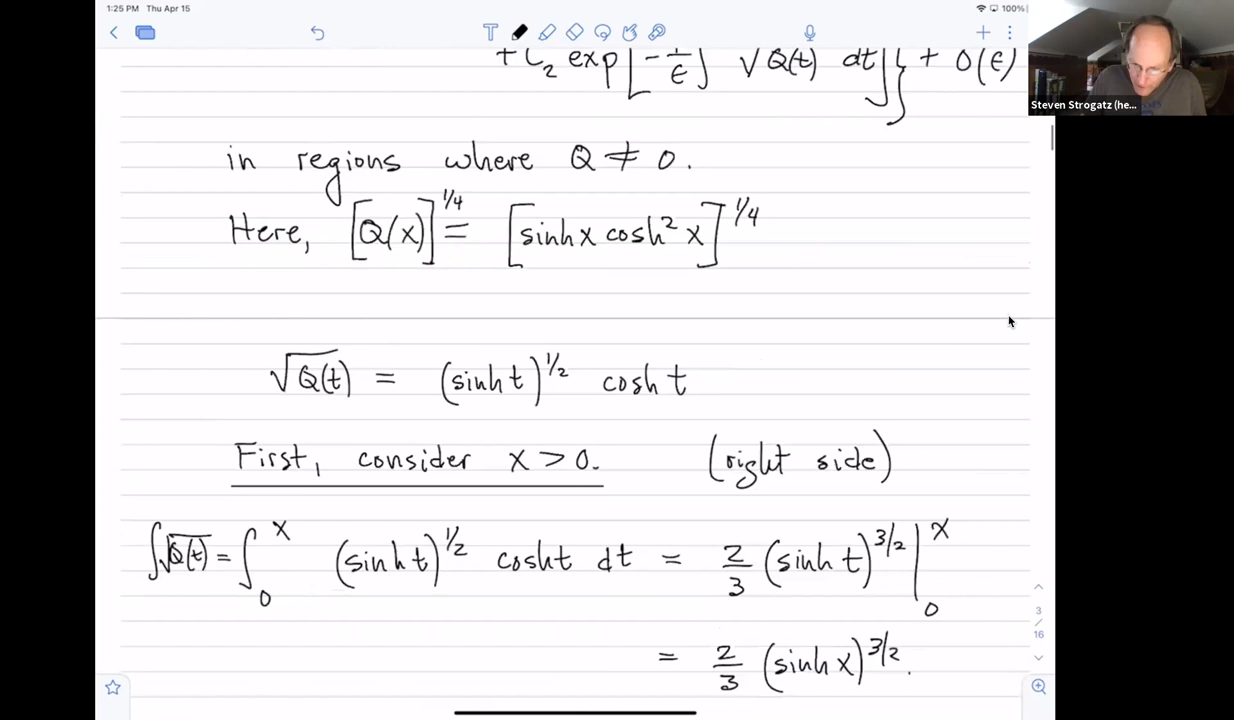 1:25 PM Thu Apr 15
100%
+ C₂ exp[-1/ε ∫ √Q(t) dt]} + O(ε)
Steven Strogatz (he...
in regions where Q ≠ 0.
Here, [Q(x)]^1/4 = [sinh x cosh² x]^1/4
√Q(t) = (sinh t)^1/2 cosh t
First, consider x > 0. (right side)
∫√Q(t) = ∫₀^x (sinh t)^1/2 cosh t dt = 2/3 (sinh t)^3/2 |₀^x
= 2/3 (sinh x)^3/2.
3
/
16